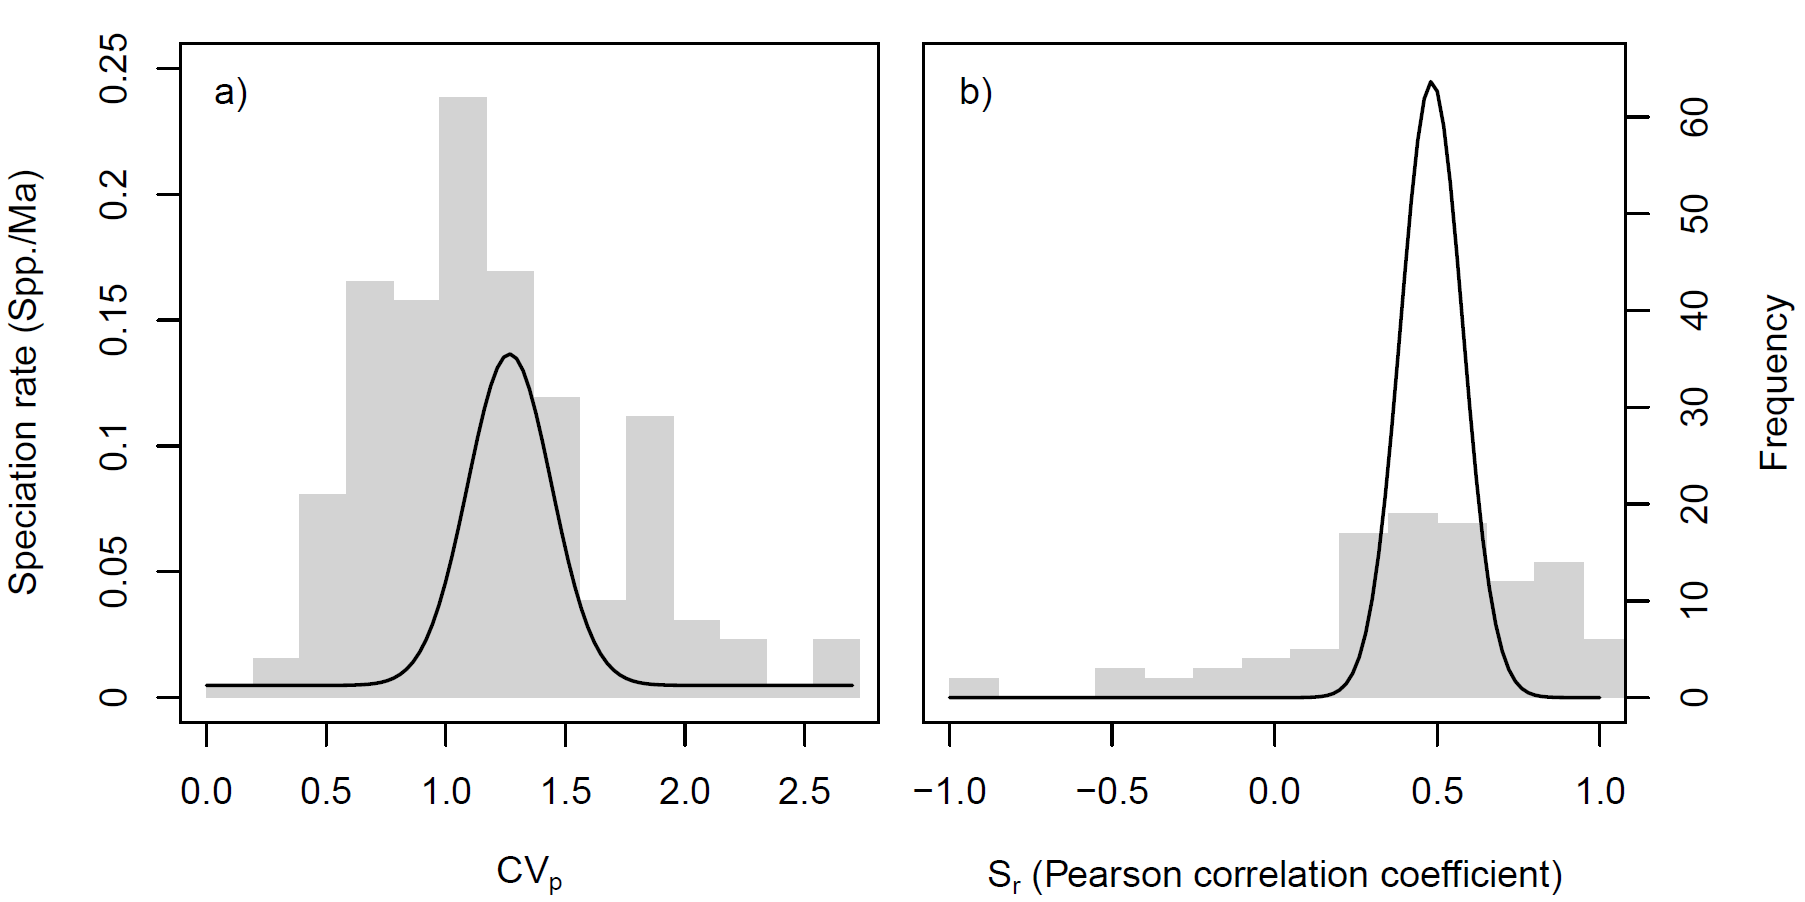 a)
b)
Speciation rate (Spp./Ma)
0.25
0.2
0.15
0.1
0.05
0
60
50
40
30
20
10
0
Frequency
0.0 0.5 1.0 1.5 2.0 2.5
−1.0 −0.5 0.0 0.5 1.0
CVp
Sr (Pearson correlation coefficient)